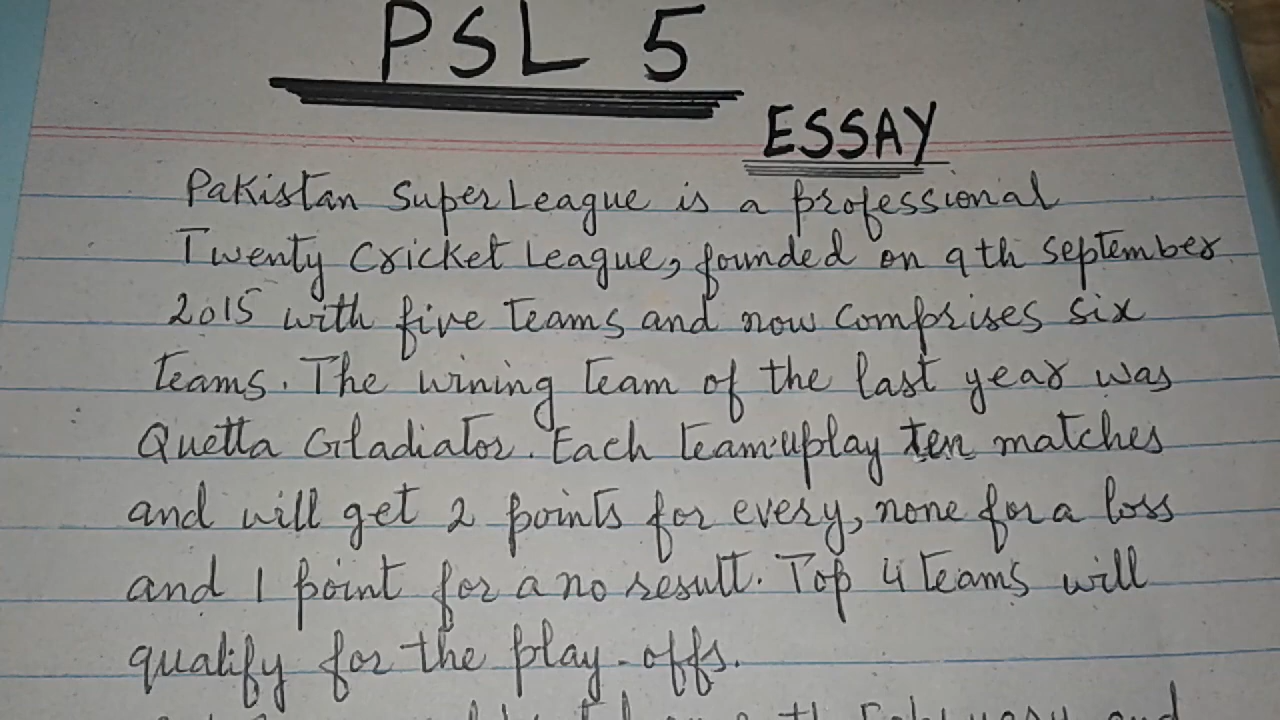 PSL 5
ESSAY
Pakistan Super League is a professional
Twenty Cricket League, founded on 9th september
2015 with five teams and now comprises six
teams. The wining team of the last year was
Quetta Gladiator. Each team play ten matches
and will get 2 points for every, none for a loss
and 1 point for a no result. Top 4 teams will
qualify for the play-offs.